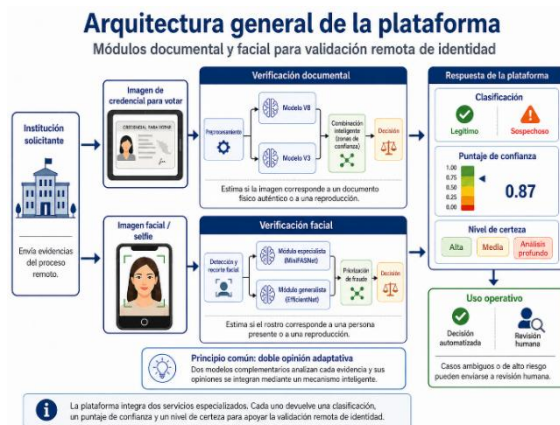 Arquitectura general de la plataforma
Módulos documental y facial para validación remota de identidad
Institución
solicitante
Envía evidencias
del proceso
remoto.
Imagen de
credencial para votar
CREDENCIAL PARA VOTAR
Verificación documental
Preprocesamiento
Modelo V8
Modelo V3
Combinación
inteligente
(zonas de
confianza)
Decisión
Estima si la imagen corresponde a un documento
físico auténtico o a una reproducción.
Imagen facial /
selfie
Verificación facial
Detección y
recorte facial
Módulo especialista
(MiniFASNet)
Módulo generalista
(EfficientNet)
Priorización
de fraude
Decisión
Estima si el rostro corresponde a una persona
presente o a una reproducción.
Principio común: doble opinión adaptativa
Dos modelos complementarios analizan cada evidencia y sus
opiniones se integran mediante un mecanismo inteligente.
Respuesta de la plataforma
Clasificación
Legítimo
Sospechoso
Puntaje de confianza
1.00
0.75
0.50
0.25
0.00
0.87
Nivel de certeza
Alta
Media
Análisis
profundo
Uso operativo
Decisión
automatizada
Revisión
humana
Casos ambiguos o de alto riesgo
pueden enviarse a revisión humana.
La plataforma integra dos servicios especializados. Cada uno devuelve una clasificación,
un puntaje de confianza y un nivel de certeza para apoyar la validación remota de identidad.